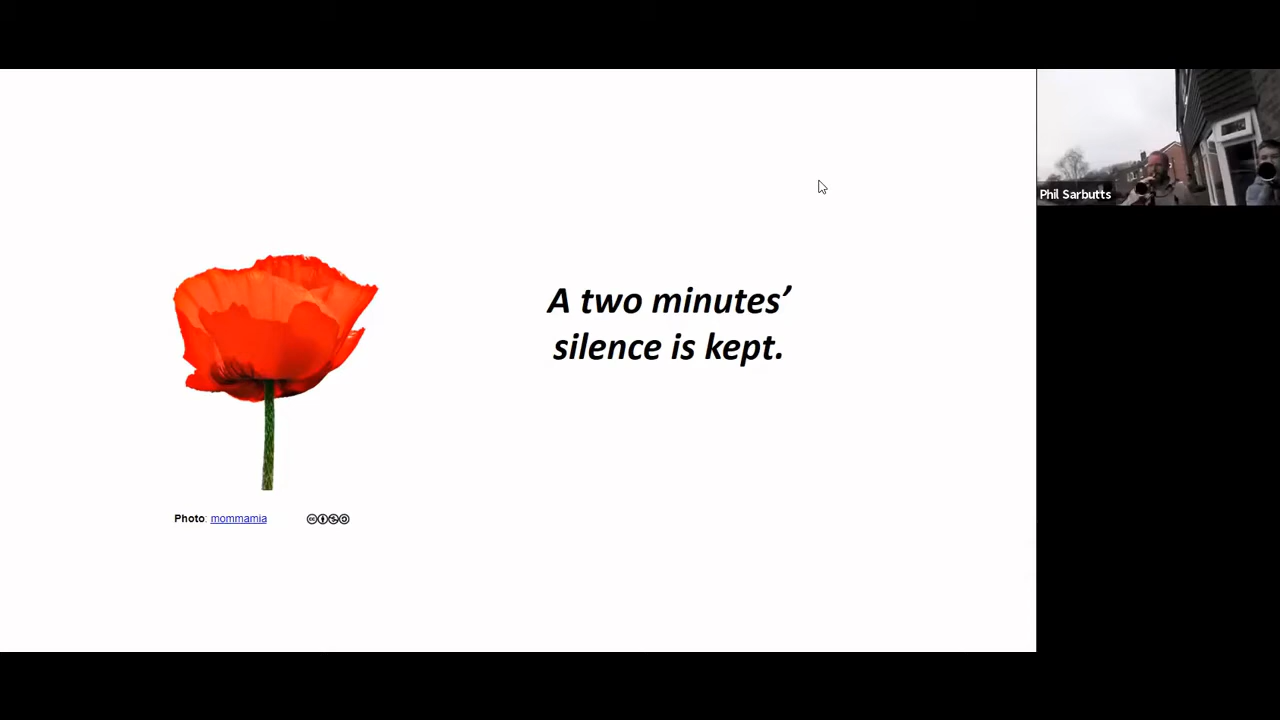 Phil Sarbutts
A two minutes’
silence is kept.
Photo: mommamia